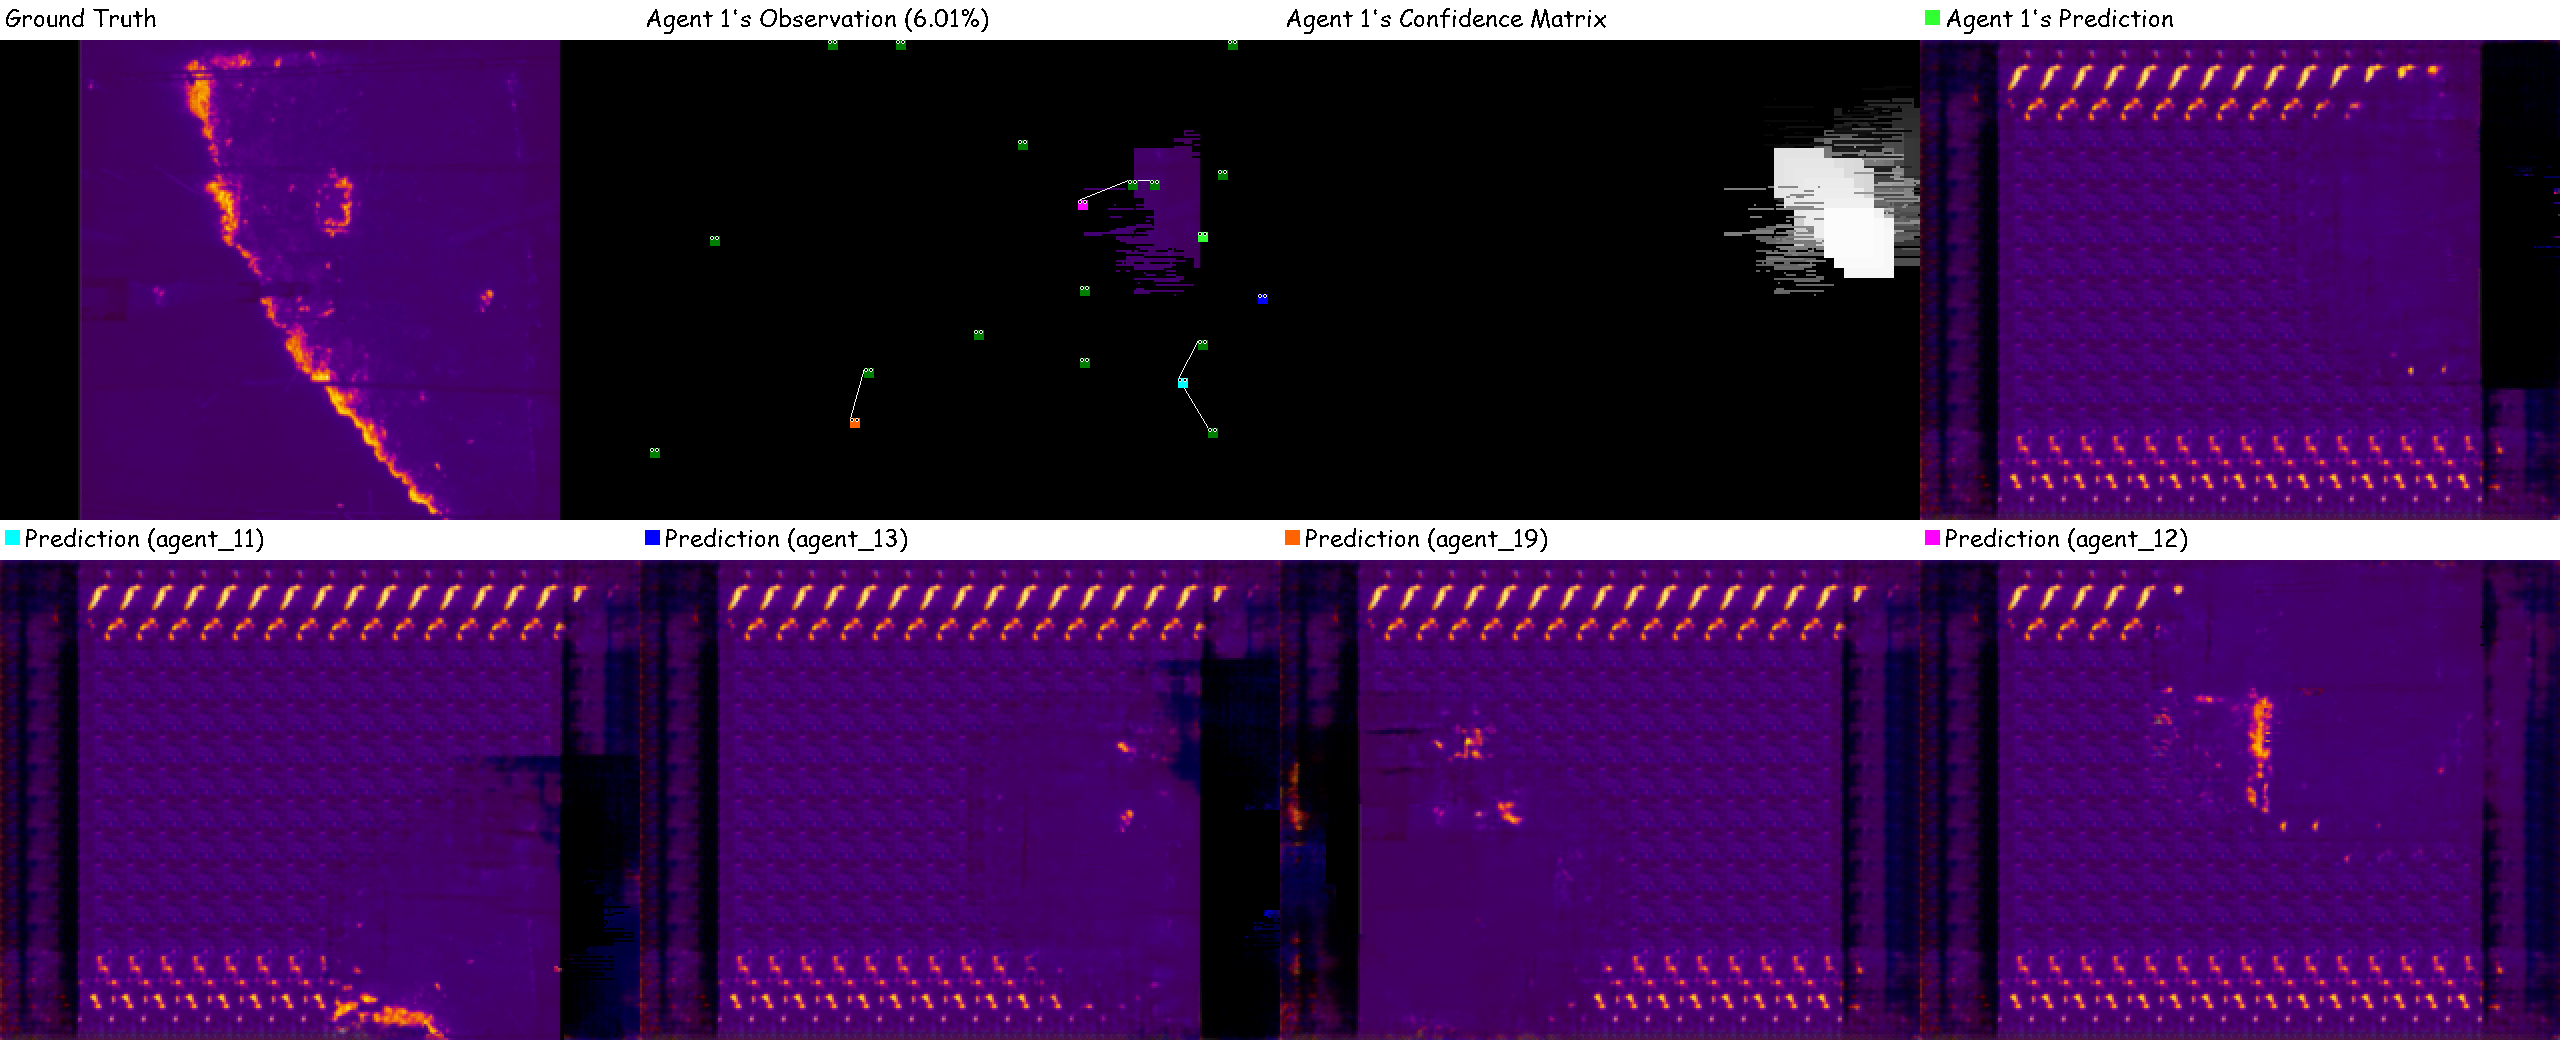 Ground Truth
Agent 1's Observation (6.01%)
Agent 1's Confidence Matrix
Agent 1's Prediction
Prediction (agent_11)
Prediction (agent_13)
Prediction (agent_19)
Prediction (agent_12)